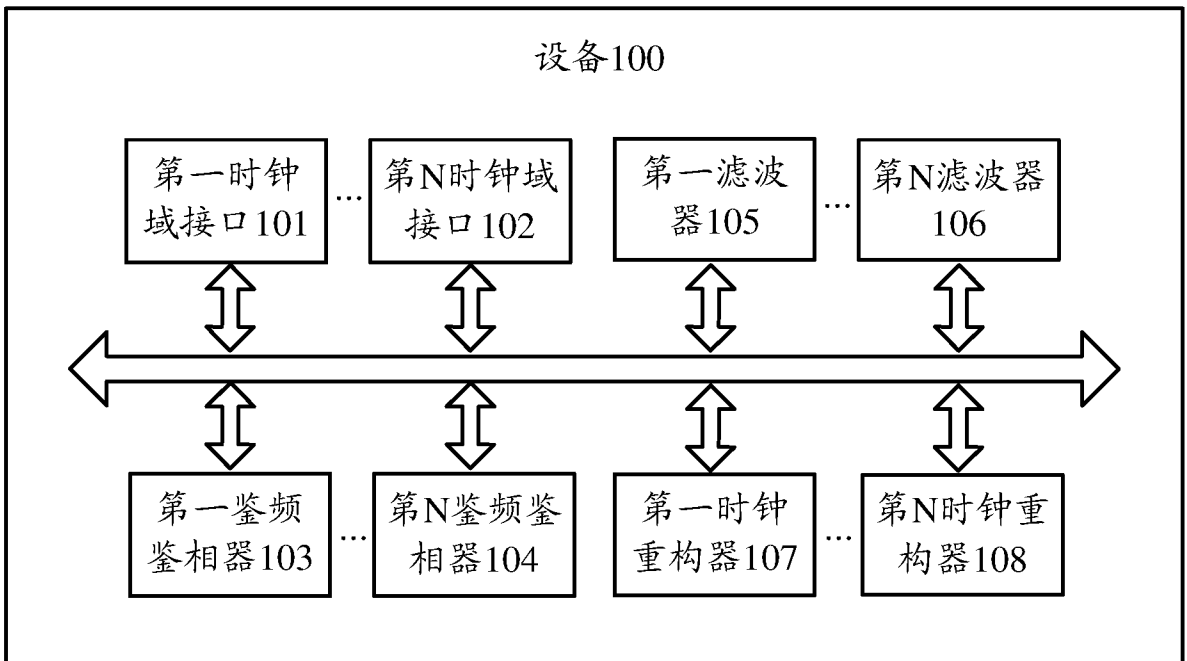 设备100
第一时钟
域接口101
...
第N时钟域
接口102
第一滤波
器105
...
第N滤波器
106
第一鉴频
鉴相器103
...
第N鉴频鉴
相器104
第一时钟
重构器107
...
第N时钟重
构器108